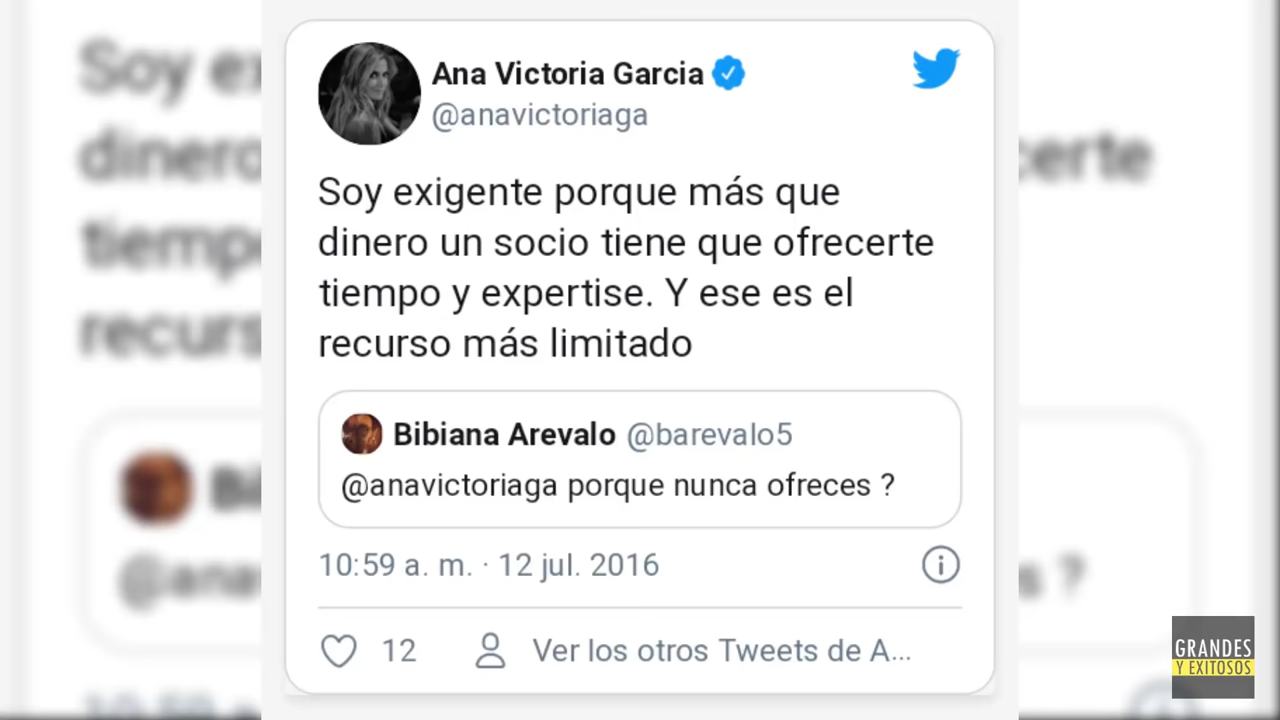 Ana Victoria Garcia
@anavictoriaga
Soy exigente porque más que
dinero un socio tiene que ofrecerte
tiempo y expertise. Y ese es el
recurso más limitado
Bibiana Arevalo @barevalo5
@anavictoriaga porque nunca ofreces ?
10:59 a. m. · 12 jul. 2016
12 Ver los otros Tweets de A...
GRANDES
Y EXITOSOS